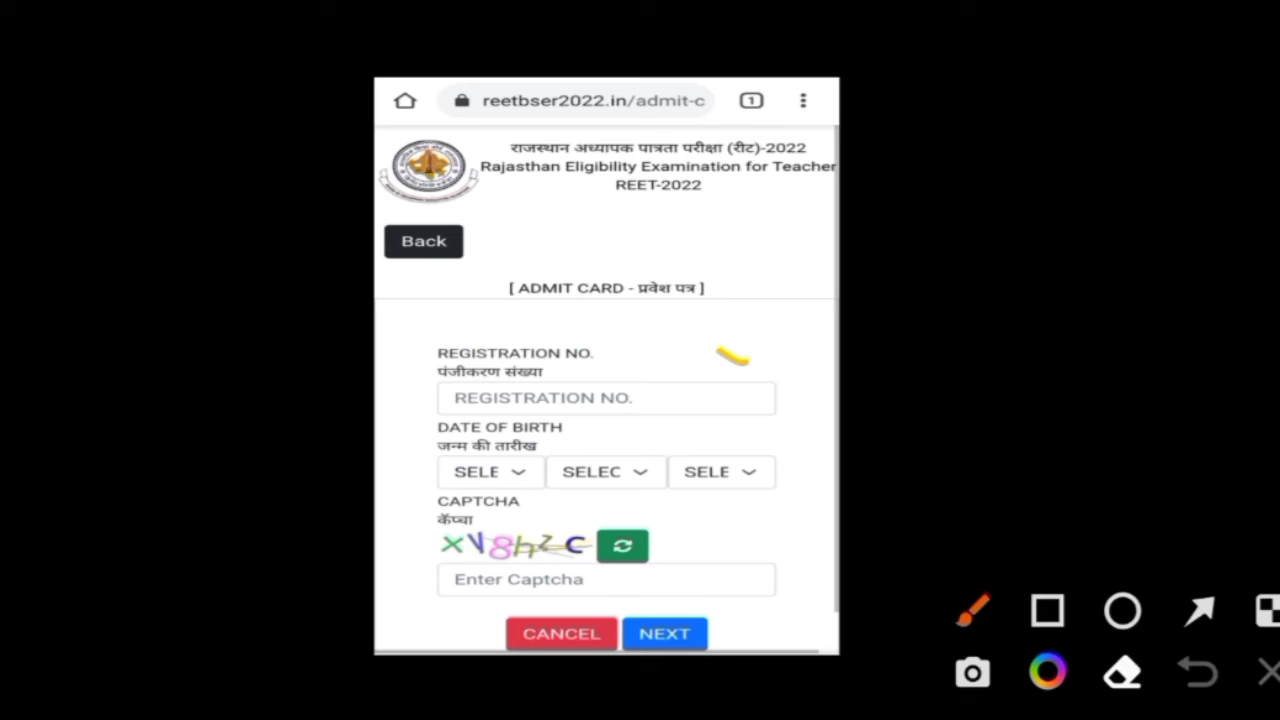 reetbser2022.in/admit-c
1
राजस्थान अध्यापक पात्रता परीक्षा (रीट)-2022
Rajasthan Eligibility Examination for Teacher
REET-2022
Back
[ ADMIT CARD - प्रवेश पत्र ]
REGISTRATION NO.
पंजीकरण संख्या
REGISTRATION NO.
DATE OF BIRTH
जन्म की तारीख
SELE SELEC SELE
CAPTCHA
कॅप्चा
Enter Captcha
CANCEL NEXT